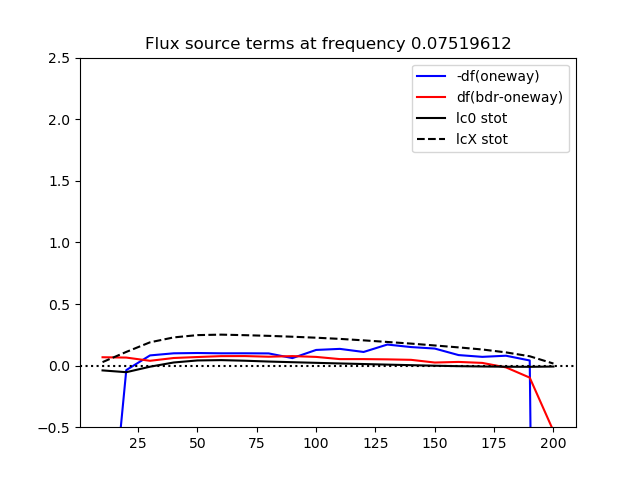 Flux source terms at frequency 0.07519612
-df(oneway)
df(bdr-oneway)
lc0 stot
lcX stot
2.5
2.0
1.5
1.0
0.5
0.0
−0.5
25 50 75 100 125 150 175 200